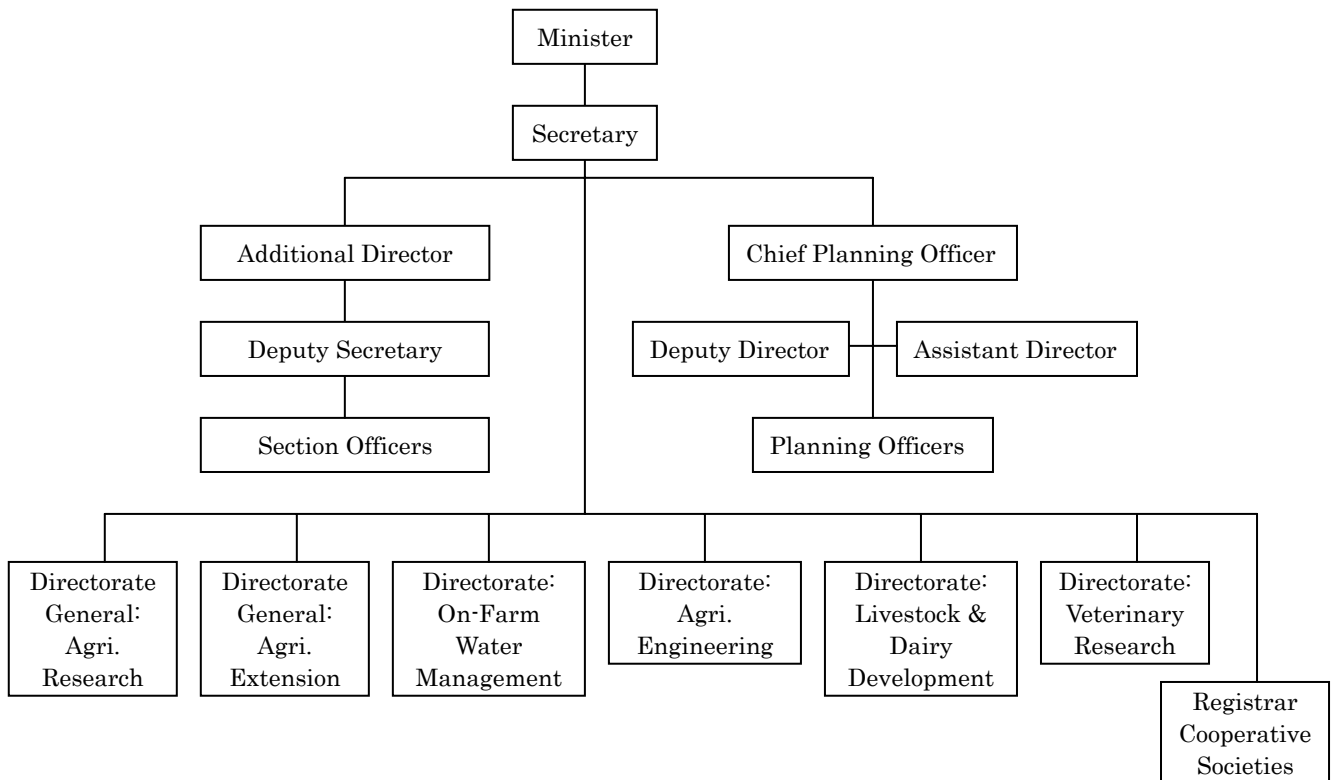 Minister
Secretary
Additional Director
Chief Planning Officer
Deputy Secretary
Deputy Director
Assistant Director
Section Officers
Planning Officers
Directorate
General:
Agri.
Research
Directorate
General:
Agri.
Extension
Directorate:
On-Farm
Water
Management
Directorate:
Agri.
Engineering
Directorate:
Livestock &
Dairy
Development
Directorate:
Veterinary
Research
Registrar
Cooperative
Societies